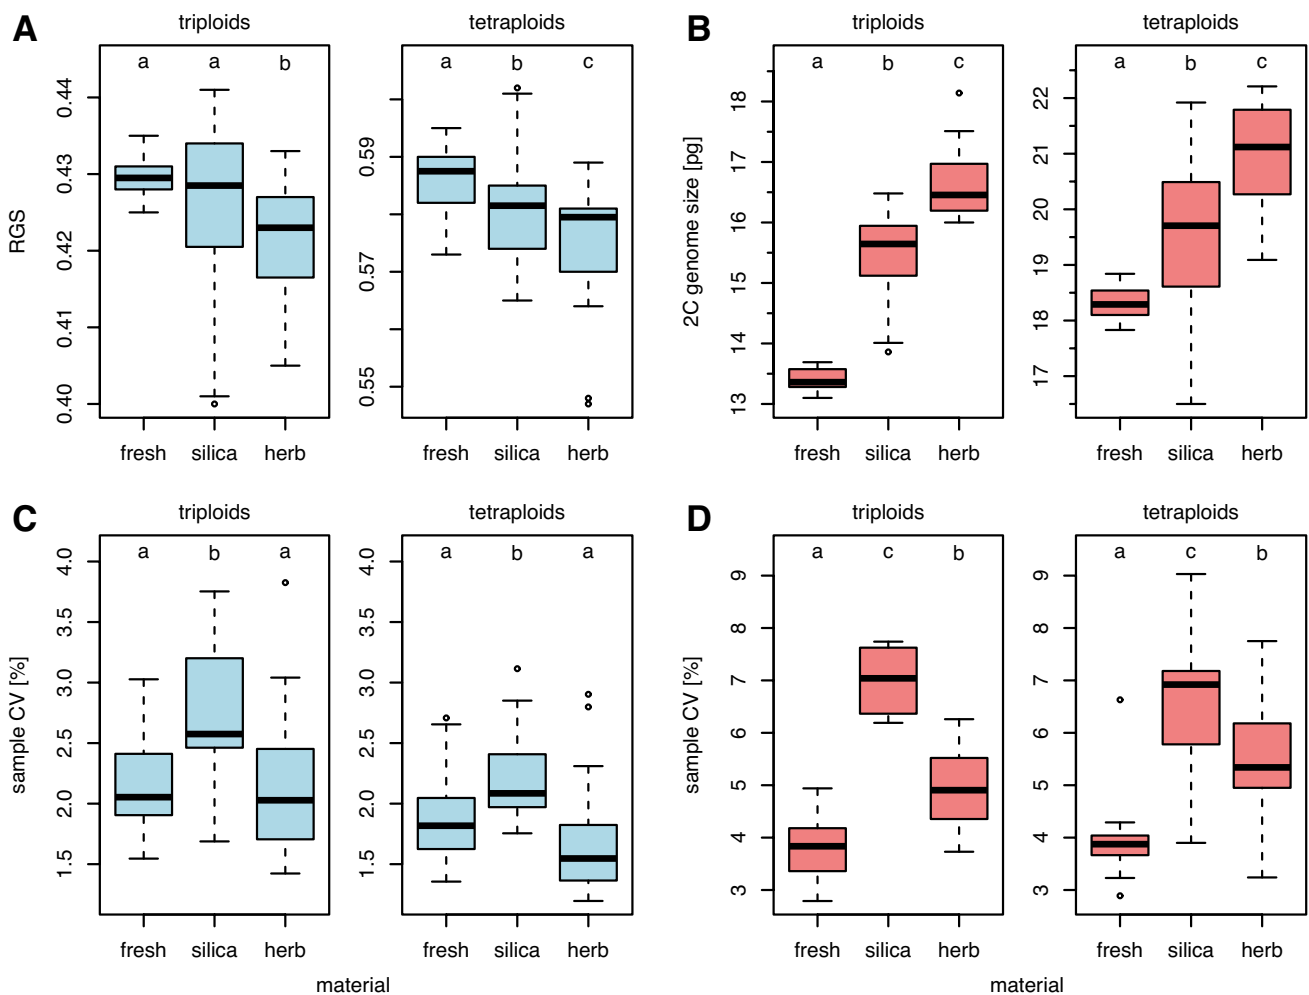 A
triploids
a a b
RGS
0.40 0.41 0.42 0.43 0.44
fresh silica herb
tetraploids
a b c
0.55 0.57 0.59
fresh silica herb
B
triploids
a b c
2C genome size [pg]
13 14 15 16 17 18
fresh silica herb
tetraploids
a b c
17 18 19 20 21 22
fresh silica herb
C
triploids
a b a
sample CV [%]
1.5 2.0 2.5 3.0 3.5 4.0
fresh silica herb
tetraploids
a b a
1.5 2.0 2.5 3.0 3.5 4.0
fresh silica herb
material
D
triploids
a c b
sample CV [%]
3 4 5 6 7 8 9
fresh silica herb
tetraploids
a c b
3 4 5 6 7 8 9
fresh silica herb
material